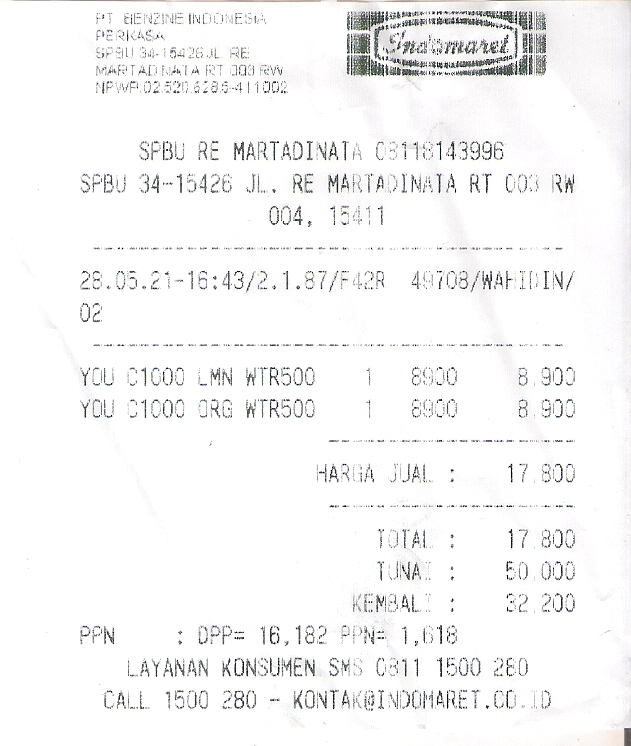 PT BENZINE INDONESIA
PERKASA
SPBU 34-15426 JL. RE
MARTADINATA RT 003 RW
NPWP.02.520.628.5-411002
Indomaret
SPBU RE MARTADINATA 08118143996
SPBU 34-15426 JL. RE MARTADINATA RT 003 RW
004, 15411
28.05.21-16:43/2.1.87/F42R 49708/WAHIDIN/
02
YOU C1000 LMN WTR500 1 8900 8,900
YOU C1000 ORG WTR500 1 8900 8,900
HARGA JUAL : 17,800
TOTAL : 17,800
TUNAI : 50,000
KEMBALI : 32,200
PPN : DPP= 16,182 PPN= 1,618
LAYANAN KONSUMEN SMS 0811 1500 280
CALL 1500 280 - KONTAK@INDOMARET.CO.ID